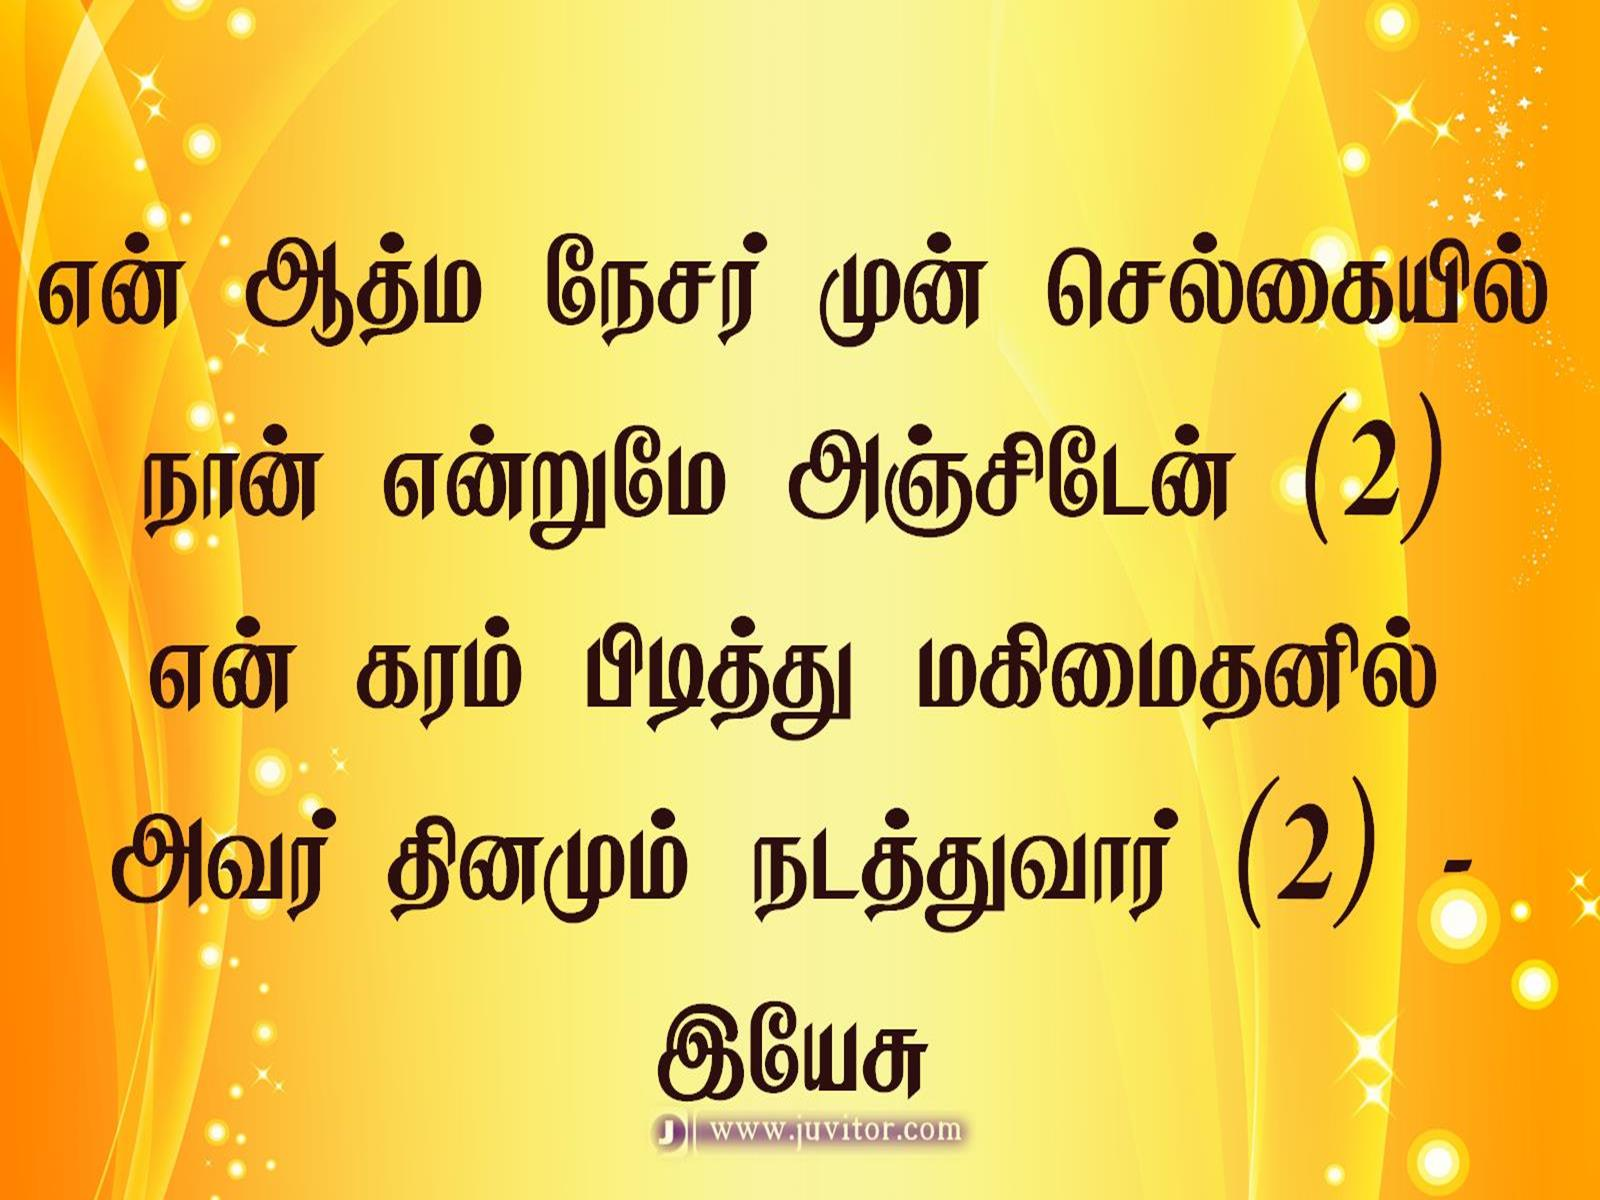 என் ஆத்ம நேசர் முன் செல்கையில்
நான் என்றுமே அஞ்சிடேன் (2)
என் கரம் பிடித்து மகிமைதனில்
அவர் தினமும் நடத்துவார் (2) -
இயேசு
J www.juvitor.com